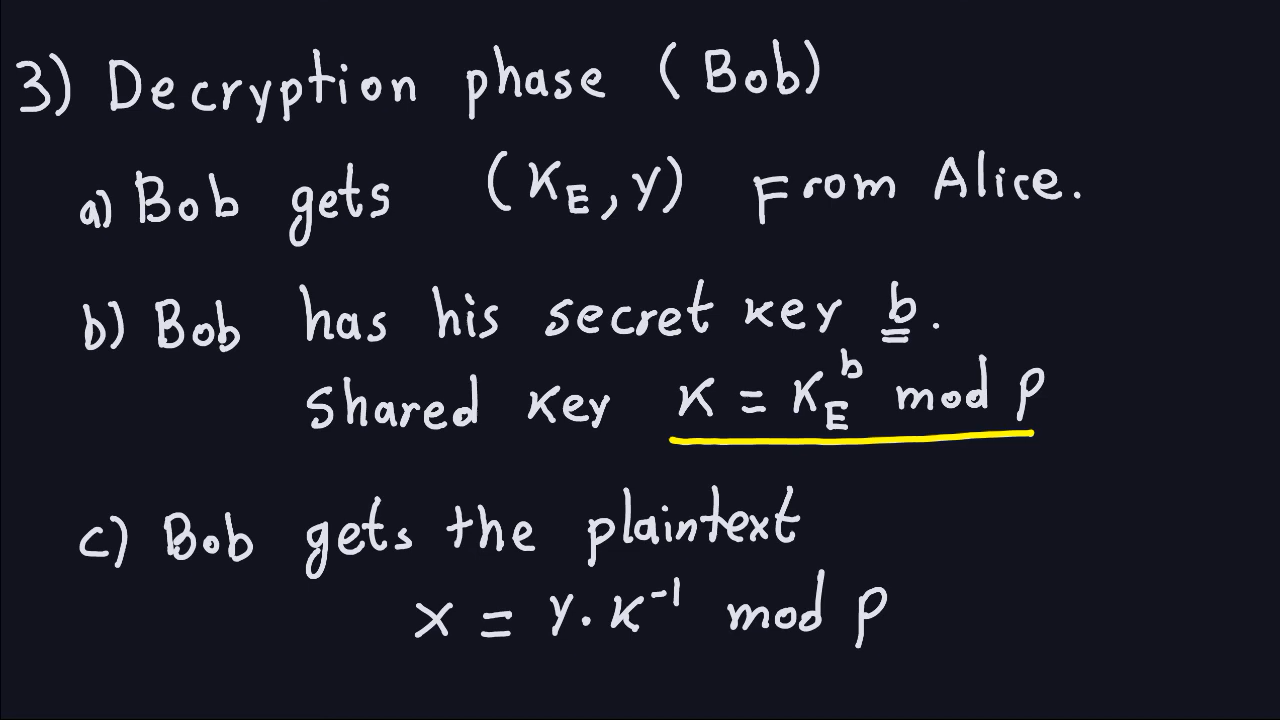 3) Decryption phase (Bob)
a) Bob gets (K_E, y) From Alice.
b) Bob has his secret key b.
Shared Key K = K_E^b mod p
c) Bob gets the plaintext
x = y · K^-1 mod p